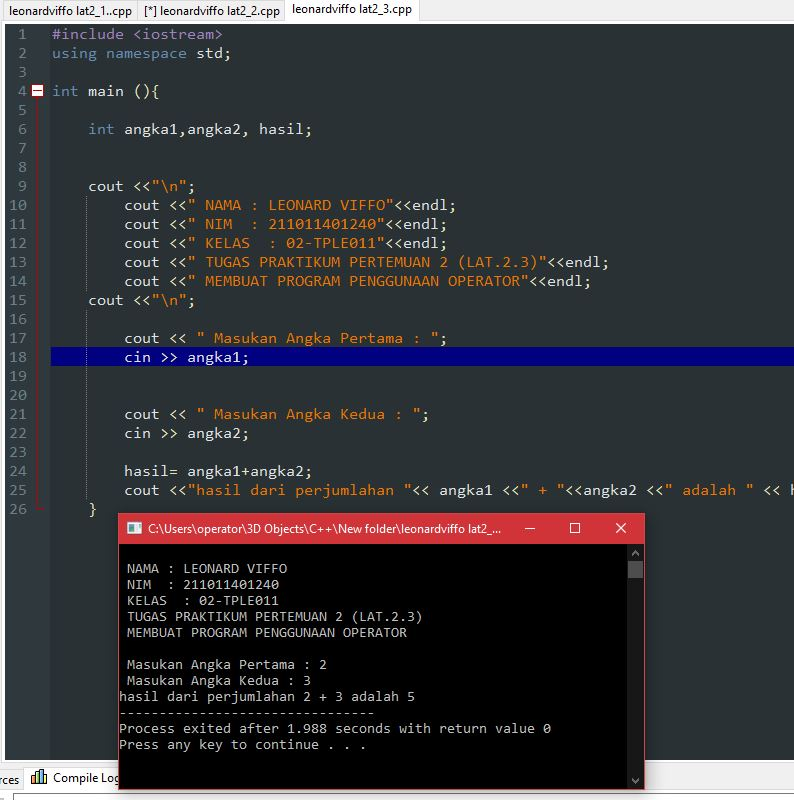 leonardviffo lat2_1..cpp [*] leonardviffo lat2_2.cpp leonardviffo lat2_3.cpp
1 #include <iostream>
2 using namespace std;
3
4 int main (){
5
6 int angka1,angka2, hasil;
7
8
9 cout <<"\n";
10 cout <<" NAMA : LEONARD VIFFO"<<endl;
11 cout <<" NIM  : 211011401240"<<endl;
12 cout <<" KELAS  : 02-TPLE011"<<endl;
13 cout <<" TUGAS PRAKTIKUM PERTEMUAN 2 (LAT.2.3)"<<endl;
14 cout <<" MEMBUAT PROGRAM PENGGUNAAN OPERATOR"<<endl;
15 cout <<"\n";
16
17 cout << " Masukan Angka Pertama : ";
18 cin >> angka1;
19
20
21 cout << " Masukan Angka Kedua : ";
22 cin >> angka2;
23
24 hasil= angka1+angka2;
25 cout <<"hasil dari perjumlahan "<< angka1 <<" + "<<angka2 <<" adalah " <<
26 }
C:\Users\operator\3D Objects\C++\New folder\leonardviffo lat2_...
NAMA : LEONARD VIFFO
NIM  : 211011401240
KELAS  : 02-TPLE011
TUGAS PRAKTIKUM PERTEMUAN 2 (LAT.2.3)
MEMBUAT PROGRAM PENGGUNAAN OPERATOR
Masukan Angka Pertama : 2
Masukan Angka Kedua : 3
hasil dari perjumlahan 2 + 3 adalah 5
--------------------------------
Process exited after 1.988 seconds with return value 0
Press any key to continue . . .
Compile Log